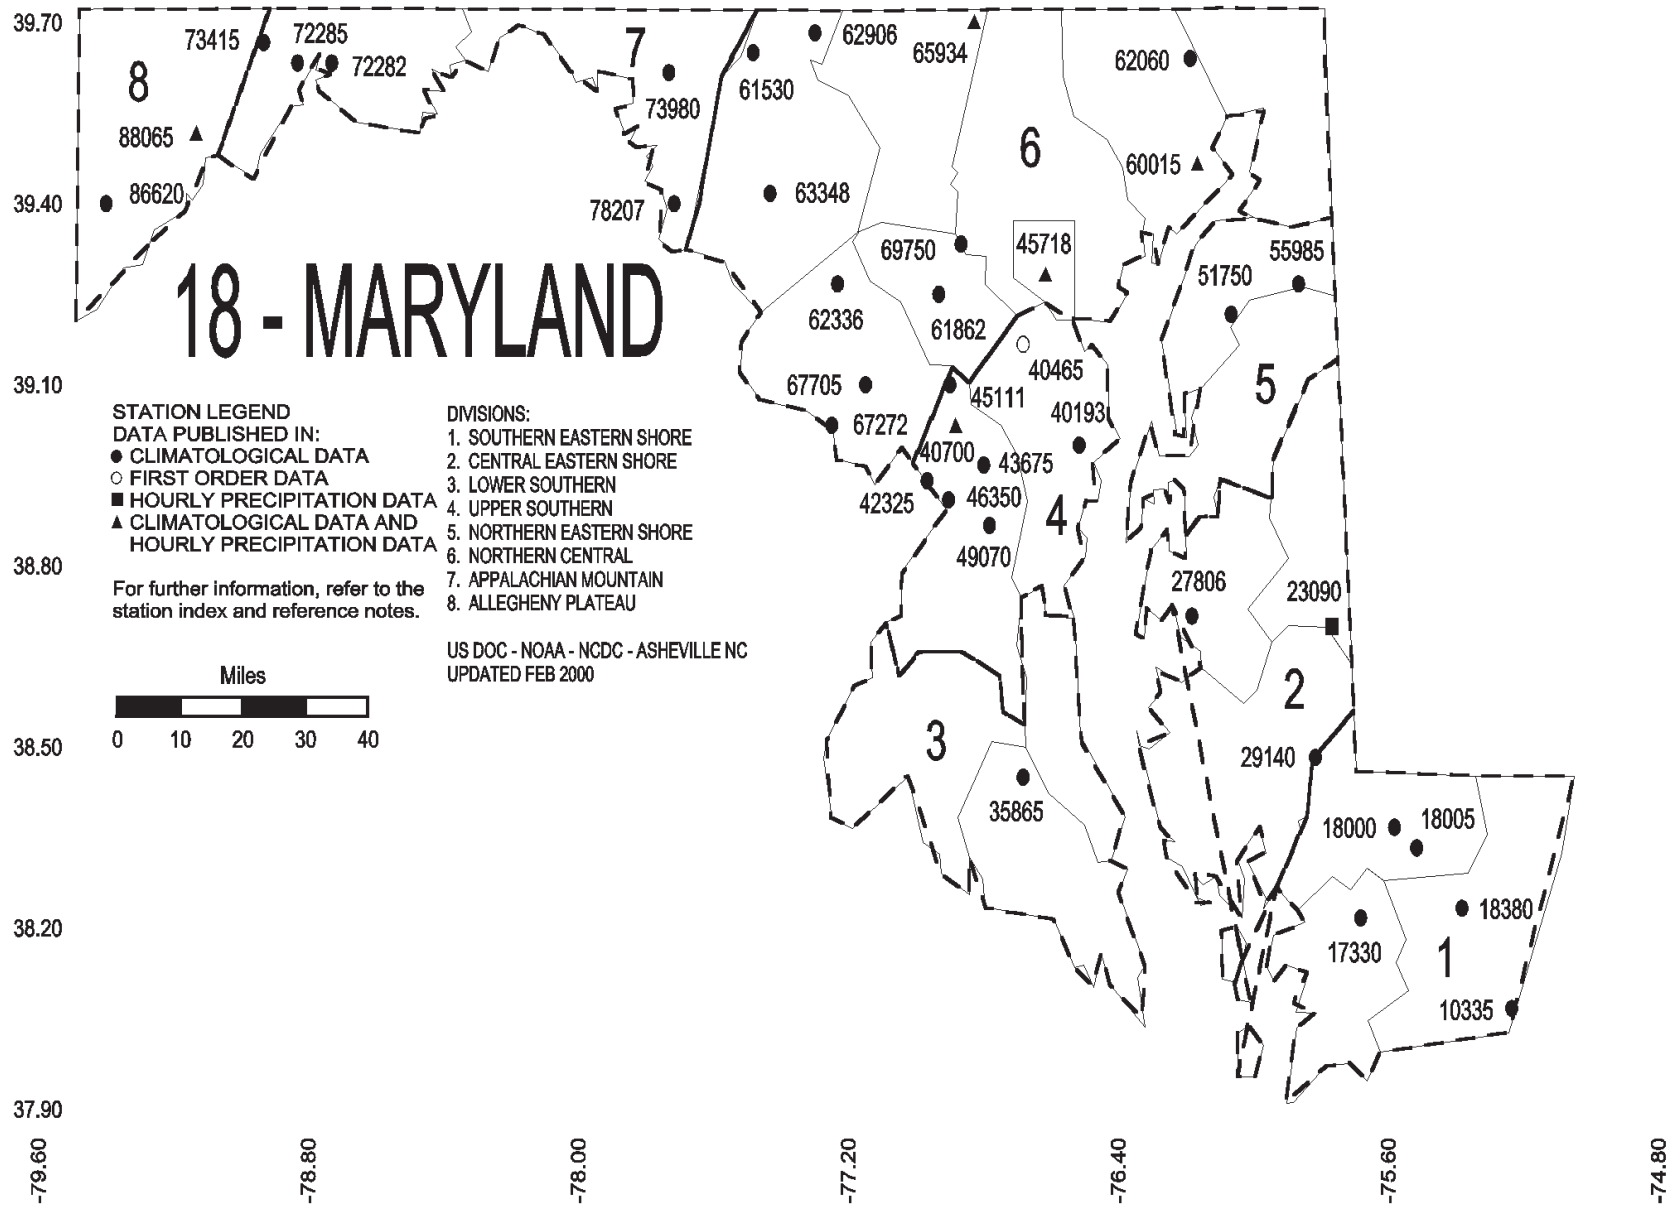 39.70
39.40
39.10
38.80
38.50
38.20
37.90
-79.60
-78.80
-78.00
-77.20
-76.40
-75.60
-74.80
18 - MARYLAND
STATION LEGEND
DATA PUBLISHED IN:
CLIMATOLOGICAL DATA
FIRST ORDER DATA
HOURLY PRECIPITATION DATA
CLIMATOLOGICAL DATA AND
HOURLY PRECIPITATION DATA
For further information, refer to the
station index and reference notes.
Miles
0 10 20 30 40
DIVISIONS:
1. SOUTHERN EASTERN SHORE
2. CENTRAL EASTERN SHORE
3. LOWER SOUTHERN
4. UPPER SOUTHERN
5. NORTHERN EASTERN SHORE
6. NORTHERN CENTRAL
7. APPALACHIAN MOUNTAIN
8. ALLEGHENY PLATEAU
US DOC - NOAA - NCDC - ASHEVILLE NC
UPDATED FEB 2000
8
73415
72285
72282
88065
86620
7
73980
78207
61530
62906
65934
63348
6
62060
60015
69750
45718
62336
61862
67705
67272
40465
45111
40193
40700
43675
42325
46350
49070
4
51750
55985
5
27806
23090
2
29140
3
35865
18000
18005
18380
17330
1
10335